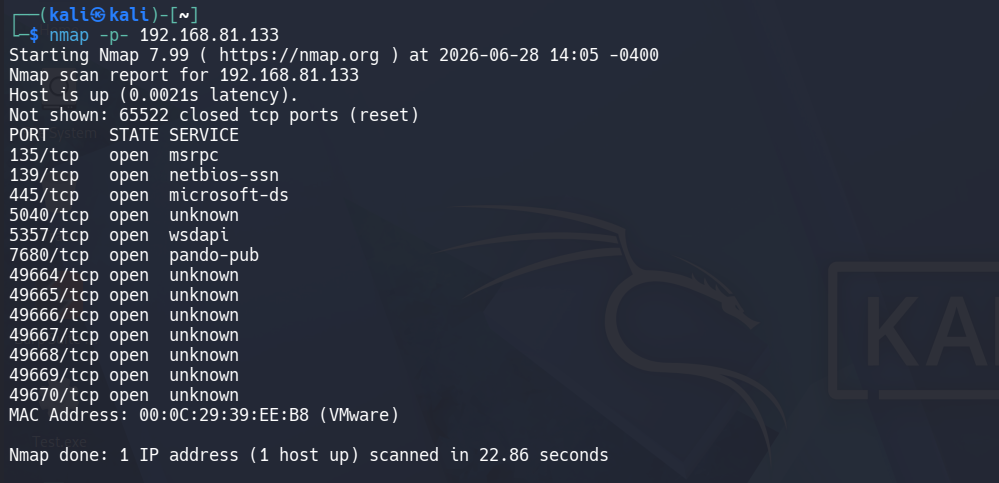 ┌──(kali㉿kali)-[~]
└─$ nmap -p- 192.168.81.133
Starting Nmap 7.99 ( https://nmap.org ) at 2026-06-28 14:05 -0400
Nmap scan report for 192.168.81.133
Host is up (0.0021s latency).
Not shown: 65522 closed tcp ports (reset)
PORT      STATE SERVICE
135/tcp   open  msrpc
139/tcp   open  netbios-ssn
445/tcp   open  microsoft-ds
5040/tcp  open  unknown
5357/tcp  open  wsdapi
7680/tcp  open  pando-pub
49664/tcp open  unknown
49665/tcp open  unknown
49666/tcp open  unknown
49667/tcp open  unknown
49668/tcp open  unknown
49669/tcp open  unknown
49670/tcp open  unknown
MAC Address: 00:0C:29:39:EE:B8 (VMware)
Test.exe
Nmap done: 1 IP address (1 host up) scanned in 22.86 seconds
KA